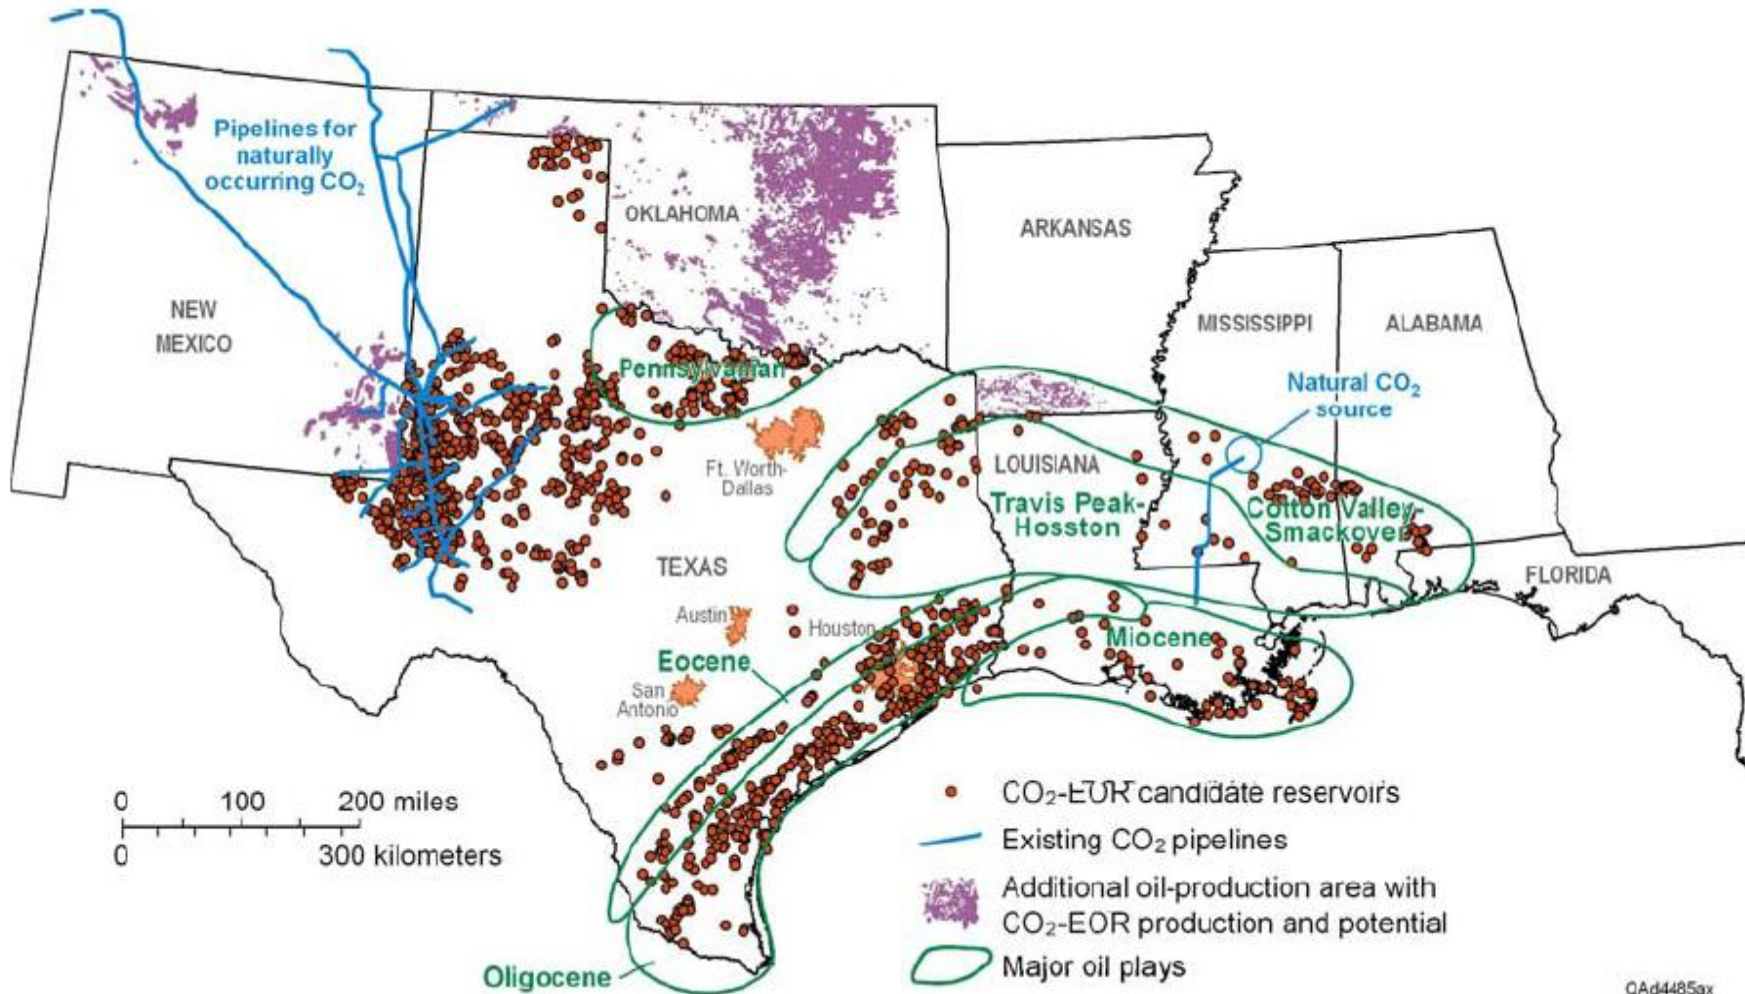 Pipelines for
naturally
occurring CO₂
OKLAHOMA
ARKANSAS
NEW
MEXICO
MISSISSIPPI
ALABAMA
Pennsylvanian
Natural CO₂
source
Ft. Worth-
Dallas
LOUISIANA
Travis Peak-
Hosston
Cotton Valley-
Smackover
TEXAS
FLORIDA
Austin
Houston
Miocene
Eocene
San
Antonio
0 100 200 miles
0 300 kilometers
CO₂-EOR candidate reservoirs
Existing CO₂ pipelines
Additional oil-production area with
CO₂-EOR production and potential
Major oil plays
Oligocene
QAd4485ax